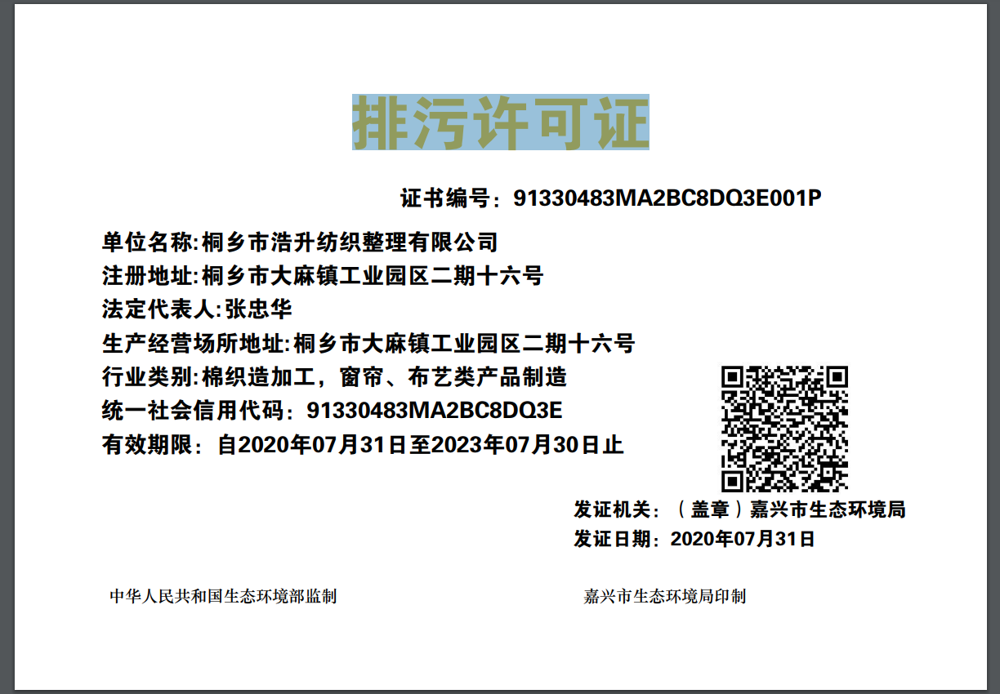 排污许可证
证书编号：91330483MA2BC8DQ3E001P
单位名称:桐乡市浩升纺织整理有限公司
注册地址:桐乡市大麻镇工业园区二期十六号
法定代表人:张忠华
生产经营场所地址:桐乡市大麻镇工业园区二期十六号
行业类别:棉织造加工，窗帘、布艺类产品制造
统一社会信用代码：91330483MA2BC8DQ3E
有效期限：自2020年07月31日至2023年07月30日止
发证机关：（盖章）嘉兴市生态环境局
发证日期：2020年07月31日
中华人民共和国生态环境部监制
嘉兴市生态环境局印制